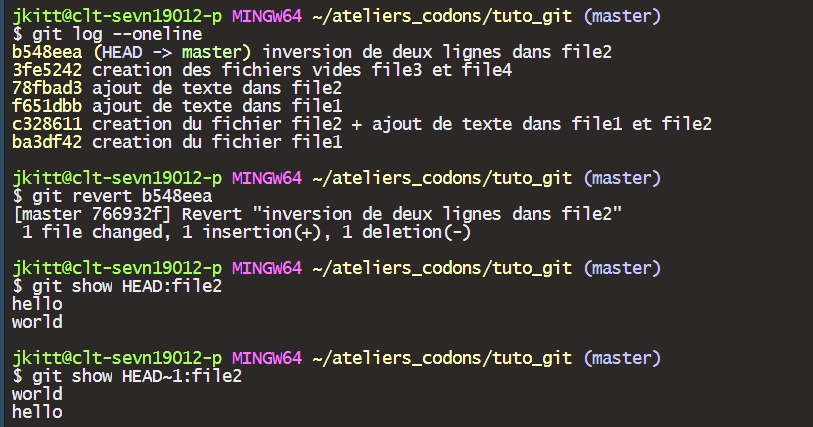 jkitt@clt-sevn19012-p MINGW64 ~/ateliers_codons/tuto_git (master)
$ git log --oneline
b548eea (HEAD -> master) inversion de deux lignes dans file2
3fe5242 creation des fichiers vides file3 et file4
78fbad3 ajout de texte dans file2
f651dbb ajout de texte dans file1
c328611 creation du fichier file2 + ajout de texte dans file1 et file2
ba3df42 creation du fichier file1
jkitt@clt-sevn19012-p MINGW64 ~/ateliers_codons/tuto_git (master)
$ git revert b548eea
[master 766932f] Revert "inversion de deux lignes dans file2"
1 file changed, 1 insertion(+), 1 deletion(-)
jkitt@clt-sevn19012-p MINGW64 ~/ateliers_codons/tuto_git (master)
$ git show HEAD:file2
hello
world
jkitt@clt-sevn19012-p MINGW64 ~/ateliers_codons/tuto_git (master)
$ git show HEAD~1:file2
world
hello